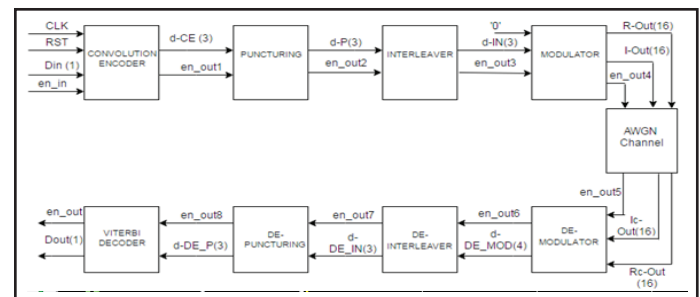 CLK
RST
Din (1)
en_in
CONVOLUTION
ENCODER
d-CE (3)
en_out1
PUNCTURING
d-P(3)
en_out2
INTERLEAVER
'0'
d-IN(3)
en_out3
MODULATOR
R-Out(16)
I-Out(16)
en_out4
AWGN
Channel
en_out5
Ic-
Out(16)
Rc-Out
(16)
DE-
MODULATOR
en_out6
d-
DE_MOD(4)
DE-
INTERLEAVER
en_out7
d-
DE_IN(3)
DE-
PUNCTURING
en_out8
d-DE_P(3)
VITERBI
DECODER
en_out
Dout(1)